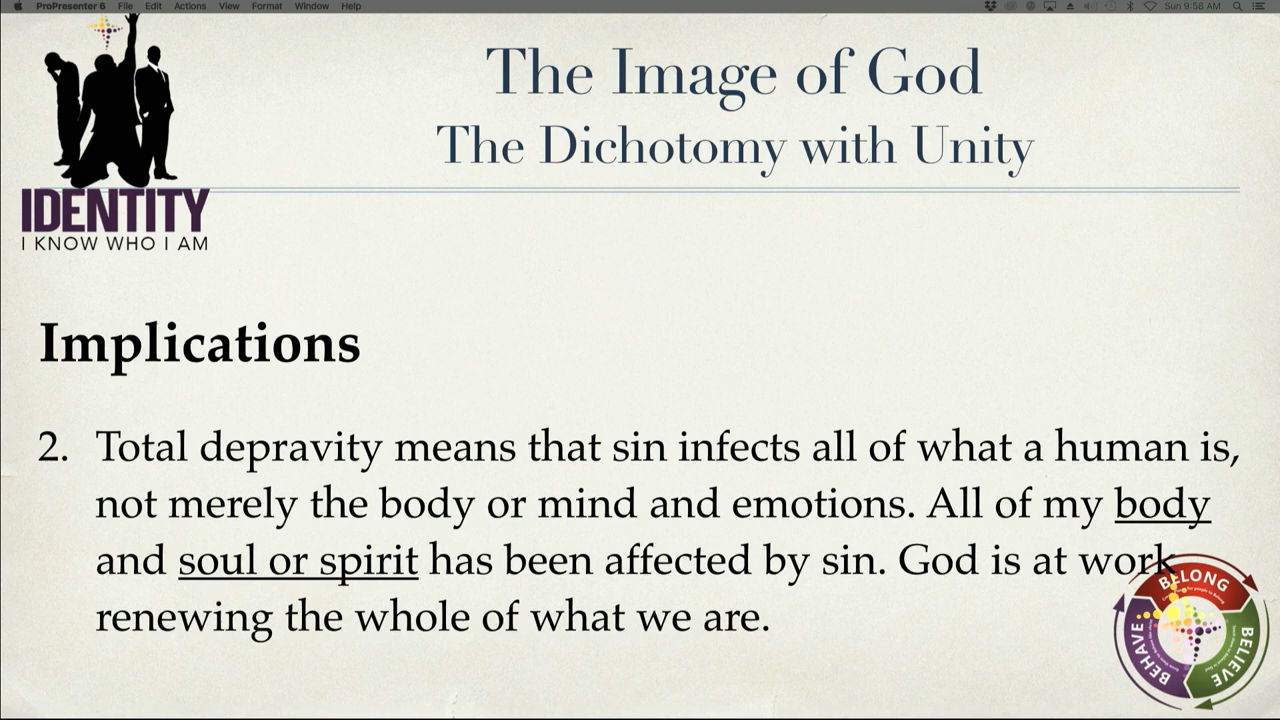 ProPresenter 6 File Edit Actions View Format Window Help Sun 9:58 AM
The Image of God
The Dichotomy with Unity
IDENTITY
I KNOW WHO I AM
Implications
2. Total depravity means that sin infects all of what a human is,
not merely the body or mind and emotions. All of my body
and soul or spirit has been affected by sin. God is at work
renewing the whole of what we are.
BELONG
BELIEVE
BEHAVE